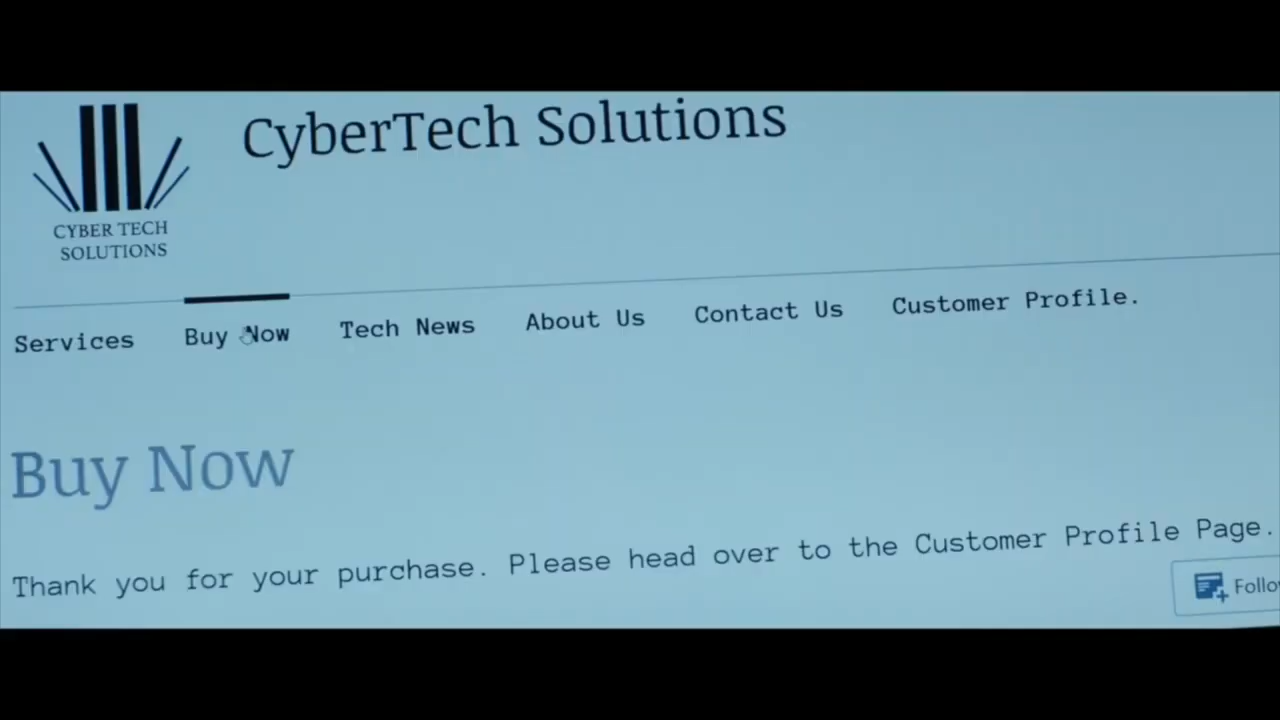 CyberTech Solutions
CYBER TECH
SOLUTIONS
Services Buy Now Tech News About Us Contact Us Customer Profile.
Buy Now
Thank you for your purchase. Please head over to the Customer Profile Page.